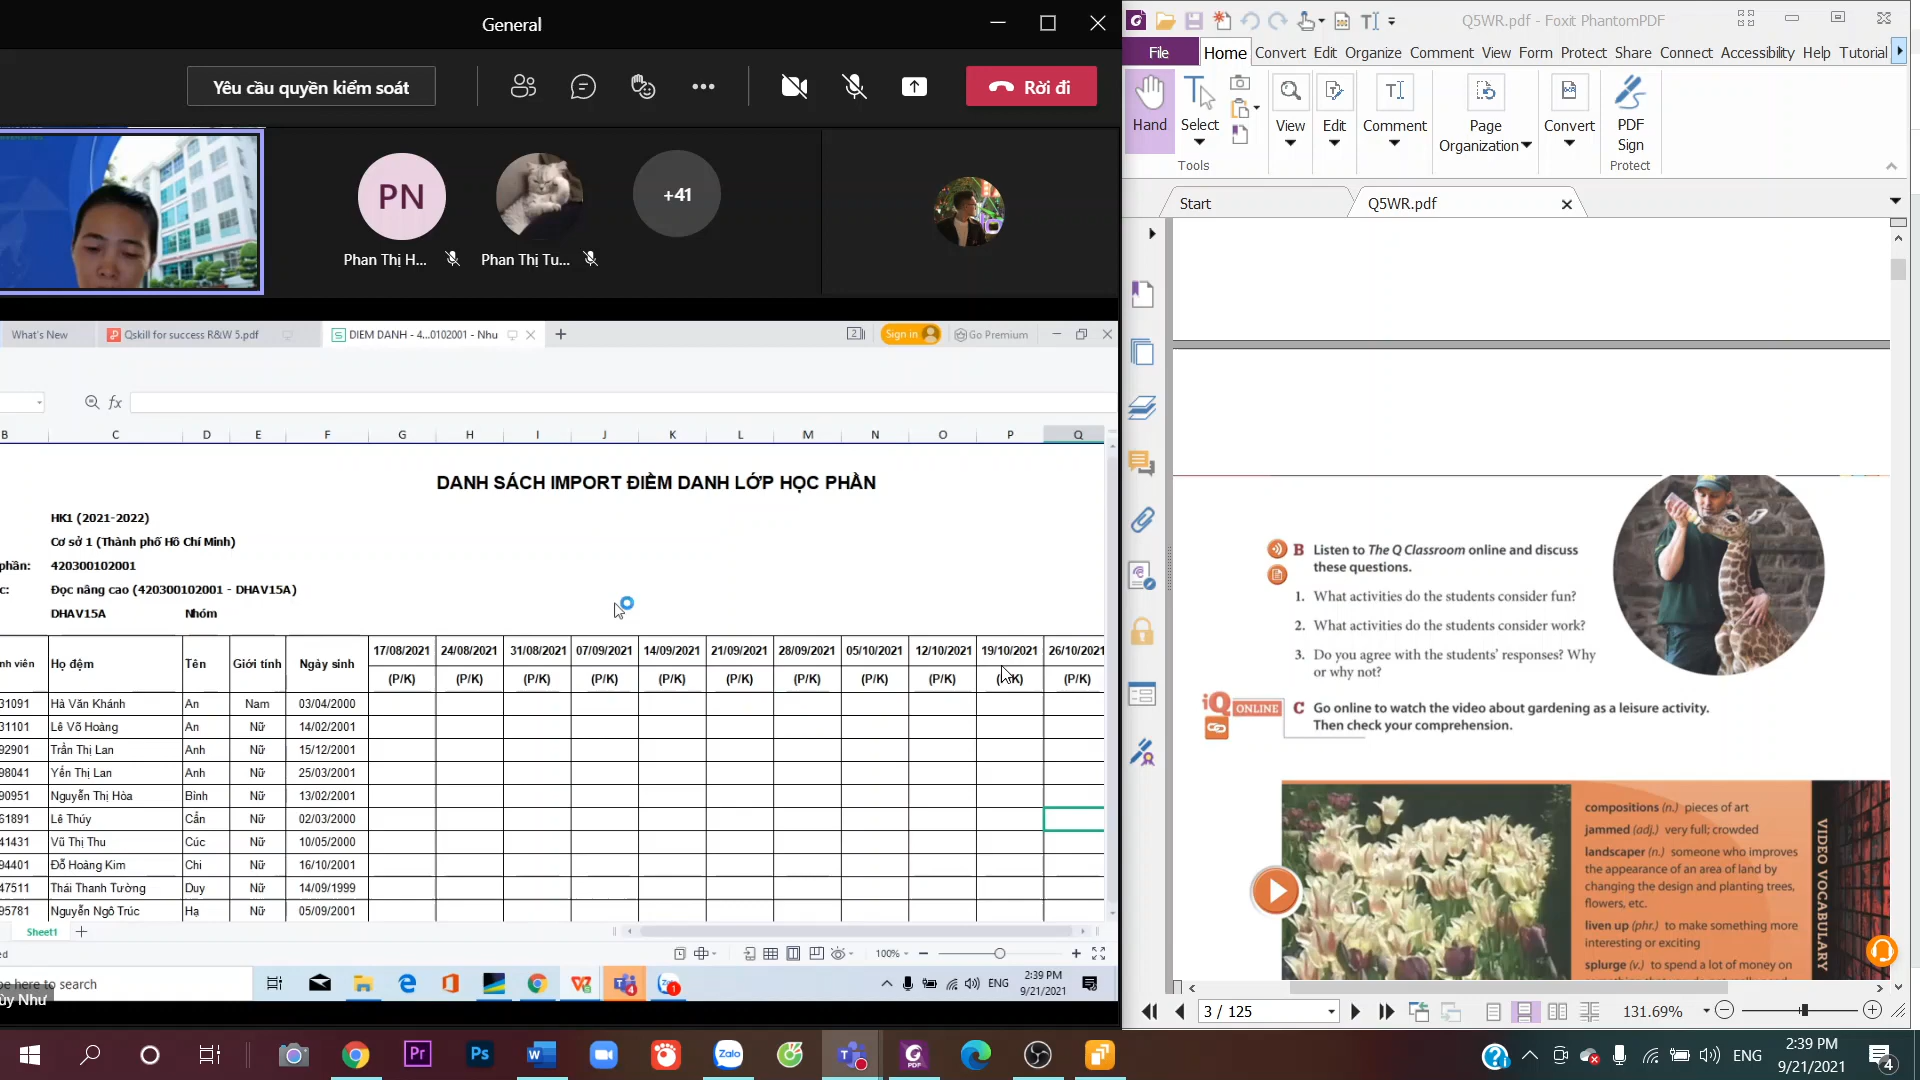 General
Yêu cầu quyền kiểm soát
Rời đi
PN
+41
Phan Thị H...
Phan Thị Tu...
What's New
Qskill for success R&W 5.pdf
DIEM DANH - 4...0102001 - Nhu
Sign in
Go Premium
fx
B C D E F G H I J K L M N O P Q
DANH SÁCH IMPORT ĐIỂM DANH LỚP HỌC PHẦN
HK1 (2021-2022)
Cơ sở 1 (Thành phố Hồ Chí Minh)
phần: 420300102001
c: Đọc nâng cao (420300102001 - DHAV15A)
DHAV15A Nhóm
nh viên Họ đệm Tên Giới tính Ngày sinh 17/08/2021 24/08/2021 31/08/2021 07/09/2021 14/09/2021 21/09/2021 28/09/2021 05/10/2021 12/10/2021 19/10/2021 26/10/2021
(P/K) (P/K) (P/K) (P/K) (P/K) (P/K) (P/K) (P/K) (P/K) (P/K) (P/K)
31091 Hà Văn Khánh An Nam 03/04/2000
31101 Lê Võ Hoàng An Nữ 14/02/2001
92901 Trần Thị Lan Anh Nữ 15/12/2001
98041 Yến Thị Lan Anh Nữ 25/03/2001
90951 Nguyễn Thị Hòa Bình Nữ 13/02/2001
61891 Lê Thúy Cẩn Nữ 02/03/2000
41431 Vũ Thị Thu Cúc Nữ 10/05/2000
94401 Đỗ Hoàng Kim Chi Nữ 16/10/2001
47511 Thái Thanh Tường Duy Nữ 14/09/1999
95781 Nguyễn Ngô Trúc Hạ Nữ 05/09/2001
Sheet1
100%
here to search
ENG
2:39 PM
9/21/2021
ùy Như
Q5WR.pdf - Foxit PhantomPDF
File Home Convert Edit Organize Comment View Form Protect Share Connect Accessibility Help Tutorial
Hand
Select
View
Edit
Comment
Page
Organization
Convert
PDF
Sign
Tools
Protect
Start
Q5WR.pdf
B Listen to The Q Classroom online and discuss
these questions.
1. What activities do the students consider fun?
2. What activities do the students consider work?
3. Do you agree with the students' responses? Why
or why not?
iQ ONLINE
C Go online to watch the video about gardening as a leisure activity.
Then check your comprehension.
compositions (n.) pieces of art
jammed (adj.) very full; crowded
landscaper (n.) someone who improves
the appearance of an area of land by
changing the design and planting trees,
flowers, etc.
liven up (phr.) to make something more
interesting or exciting
splurge (v.) to spend a lot of money on
VIDEO VOCABULARY
3 / 125
131.69%
Pr
Ps
Zalo
PDF
ENG
2:39 PM
9/21/2021
4